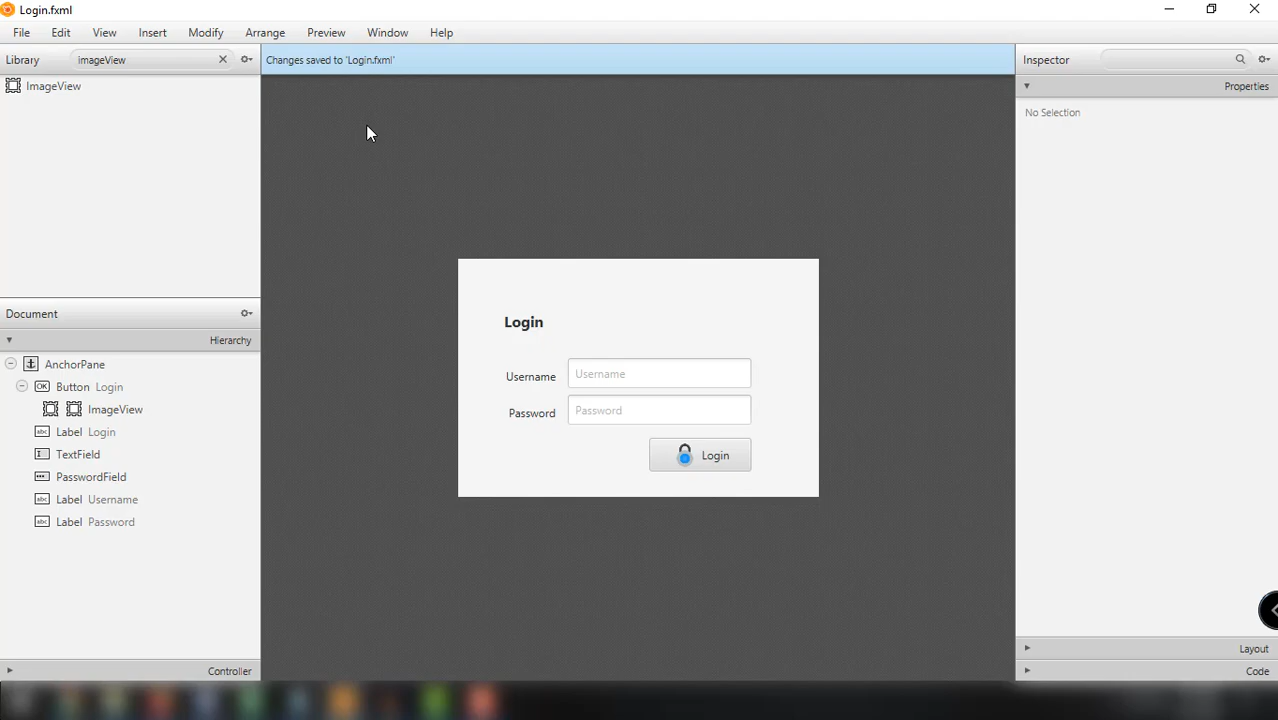 Login.fxml
File Edit View Insert Modify Arrange Preview Window Help
Library imageView
Changes saved to 'Login.fxml'
Inspector
ImageView
Properties
No Selection
Document
Hierarchy
AnchorPane
Button Login
ImageView
Label Login
TextField
PasswordField
Label Username
Label Password
Controller
Login
Username Username
Password Password
Login
Layout
Code